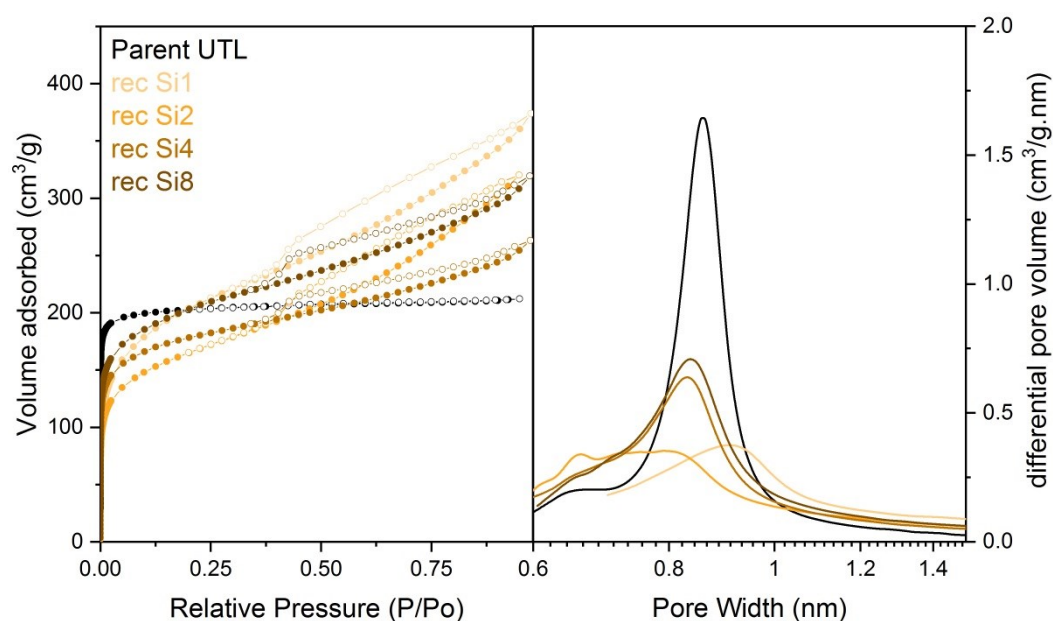 Parent UTL
rec Si1
rec Si2
rec Si4
rec Si8
Volume adsorbed (cm³/g)
400
300
200
100
0
0.00
0.25
0.50
0.75
Relative Pressure (P/Po)
0.6
0.8
1
1.2
1.4
Pore Width (nm)
2.0
1.5
1.0
0.5
0.0
differential pore volume (cm³/g.nm)